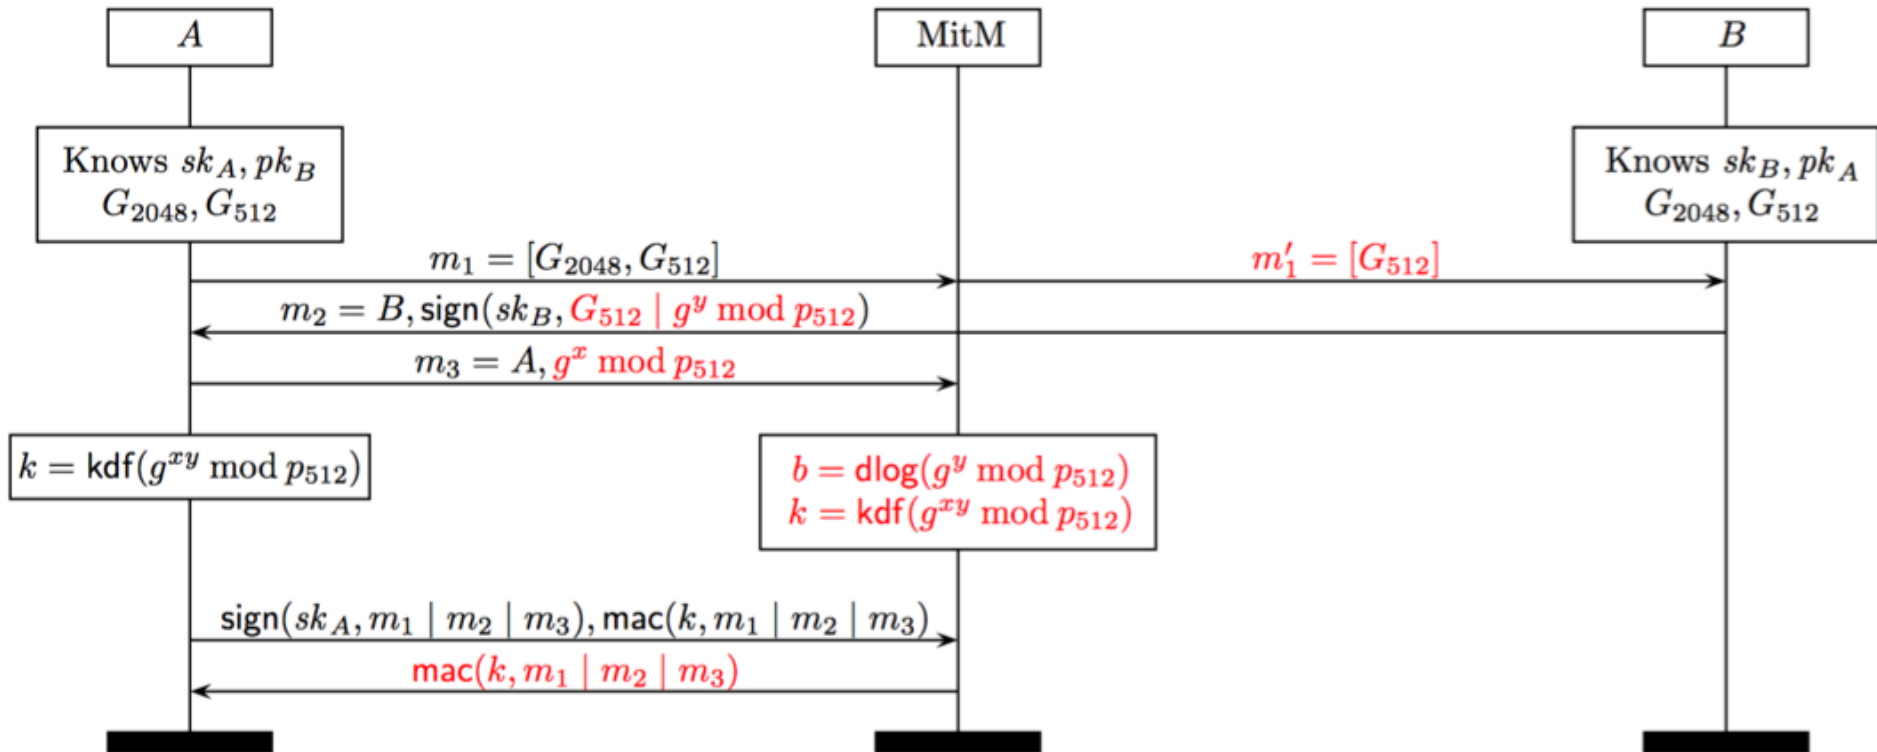 A
MitM
B
Knows sk_A, pk_B
G_2048, G_512
Knows sk_B, pk_A
G_2048, G_512
m_1 = [G_2048, G_512]
m′_1 = [G_512]
m_2 = B, sign(sk_B, G_512 | g^y mod p_512)
m_3 = A, g^x mod p_512
k = kdf(g^xy mod p_512)
b = dlog(g^y mod p_512)
k = kdf(g^xy mod p_512)
sign(sk_A, m_1 | m_2 | m_3), mac(k, m_1 | m_2 | m_3)
mac(k, m_1 | m_2 | m_3)